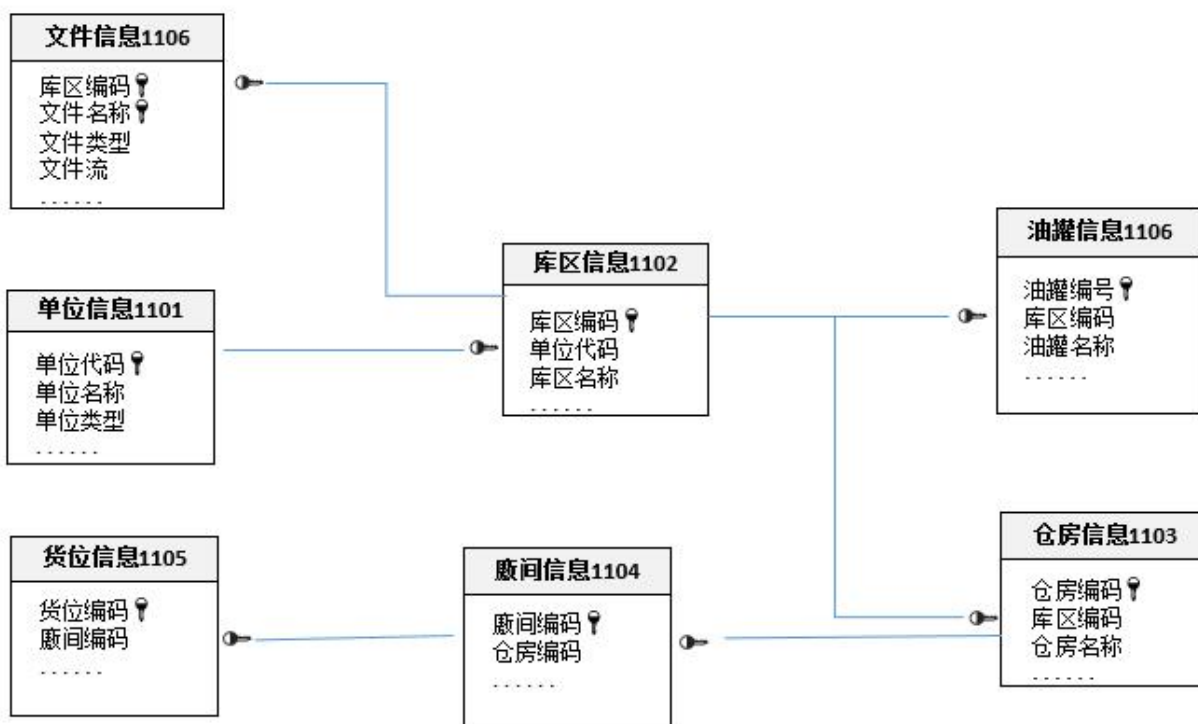 文件信息1106
库区编码
文件名称
文件类型
文件流
......
单位信息1101
单位代码
单位名称
单位类型
......
库区信息1102
库区编码
单位代码
库区名称
......
油罐信息1106
油罐编号
库区编码
油罐名称
......
货位信息1105
货位编码
廒间编码
......
廒间信息1104
廒间编码
仓房编码
......
仓房信息1103
仓房编码
库区编码
仓房名称
......